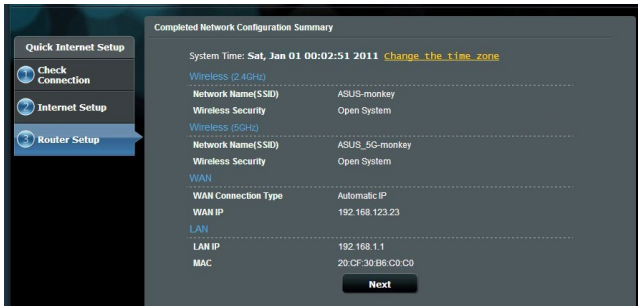 Completed Network Configuration Summary
Quick Internet Setup
1 Check Connection
2 Internet Setup
3 Router Setup
System Time: Sat, Jan 01 00:02:51 2011 Change the time zone
Wireless (2.4GHz)
Network Name(SSID) ASUS-monkey
Wireless Security Open System
Wireless (5GHz)
Network Name(SSID) ASUS_5G-monkey
Wireless Security Open System
WAN
WAN Connection Type Automatic IP
WAN IP 192.168.123.23
LAN
LAN IP 192.168.1.1
MAC 20:CF:30:B6:C0:C0
Next